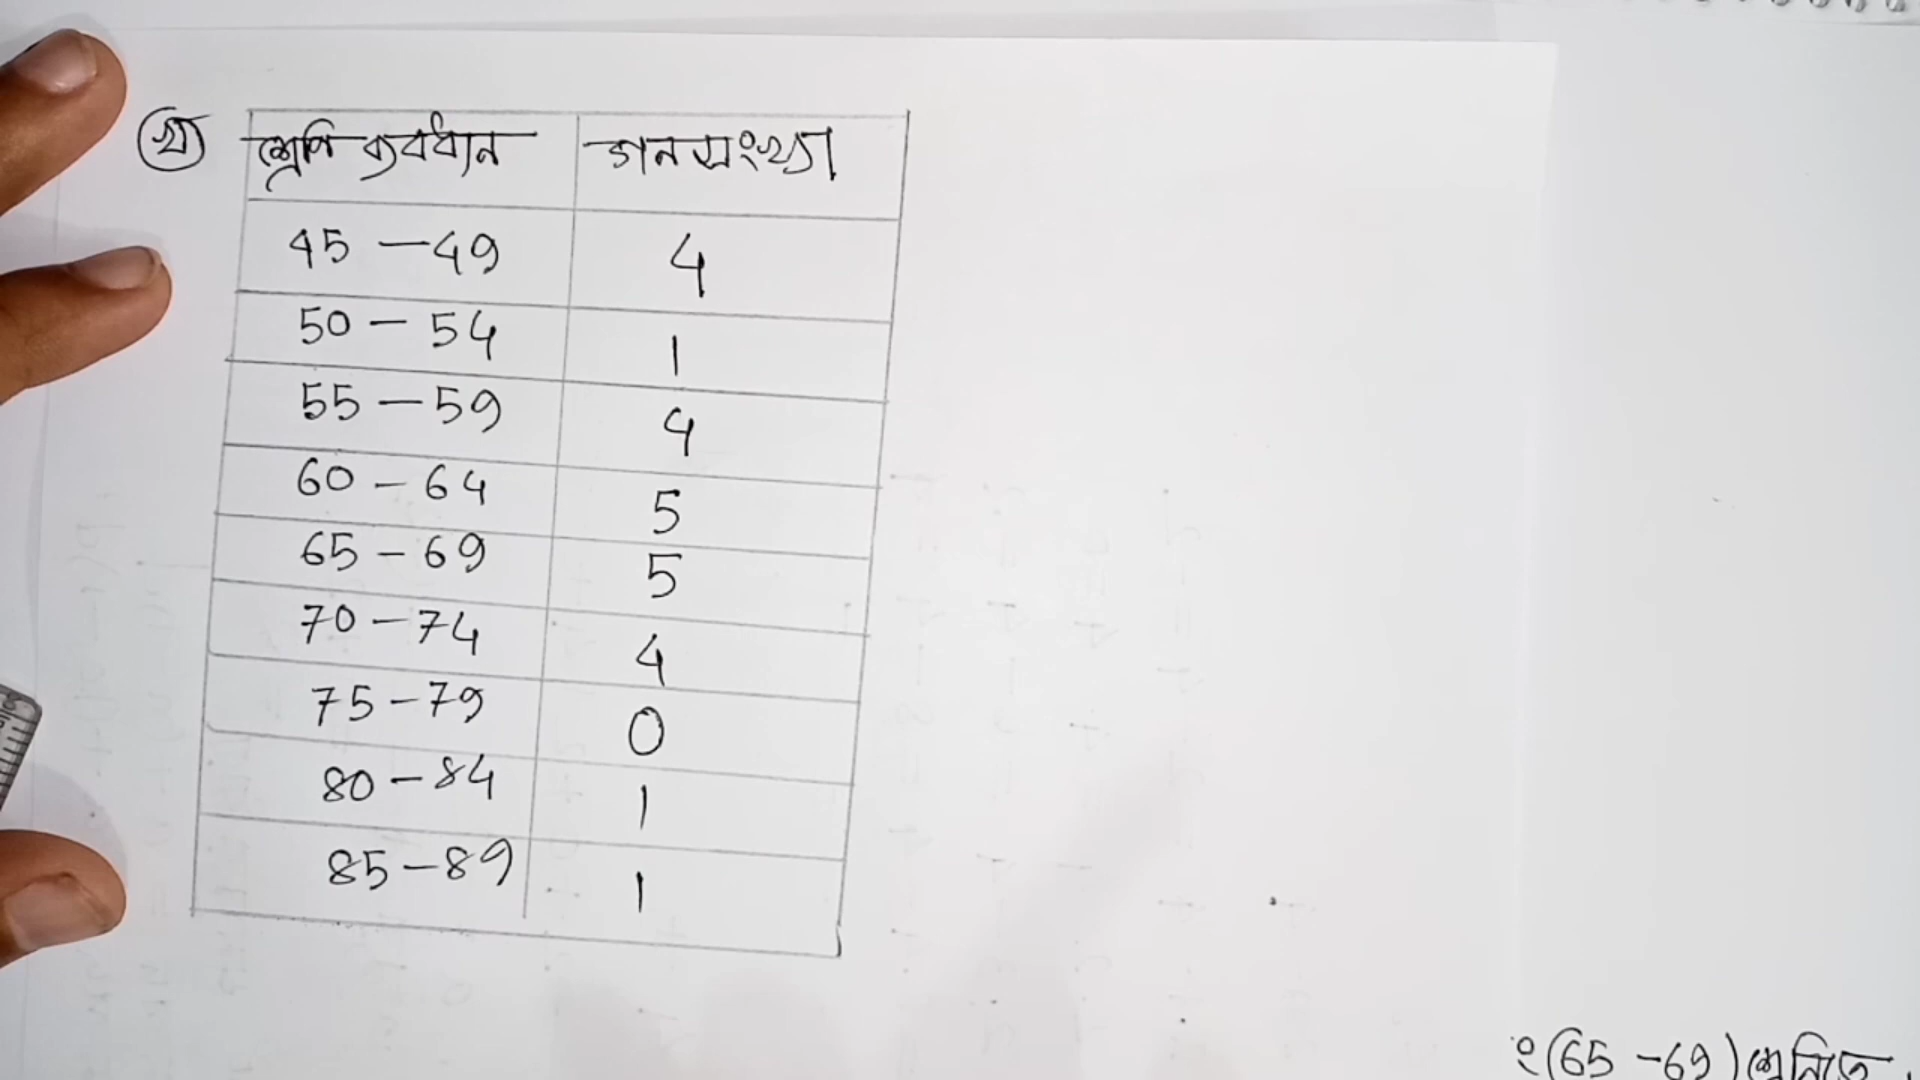 খ শ্রেণি ব্যবধান গনসংখ্যা
45 – 49 4
50 – 54 1
55 – 59 4
60 – 64 5
65 – 69 5
70 – 74 4
75 – 79 0
80 – 84 1
85 – 89 1
ও (65 – 69) শ্রেনিতে